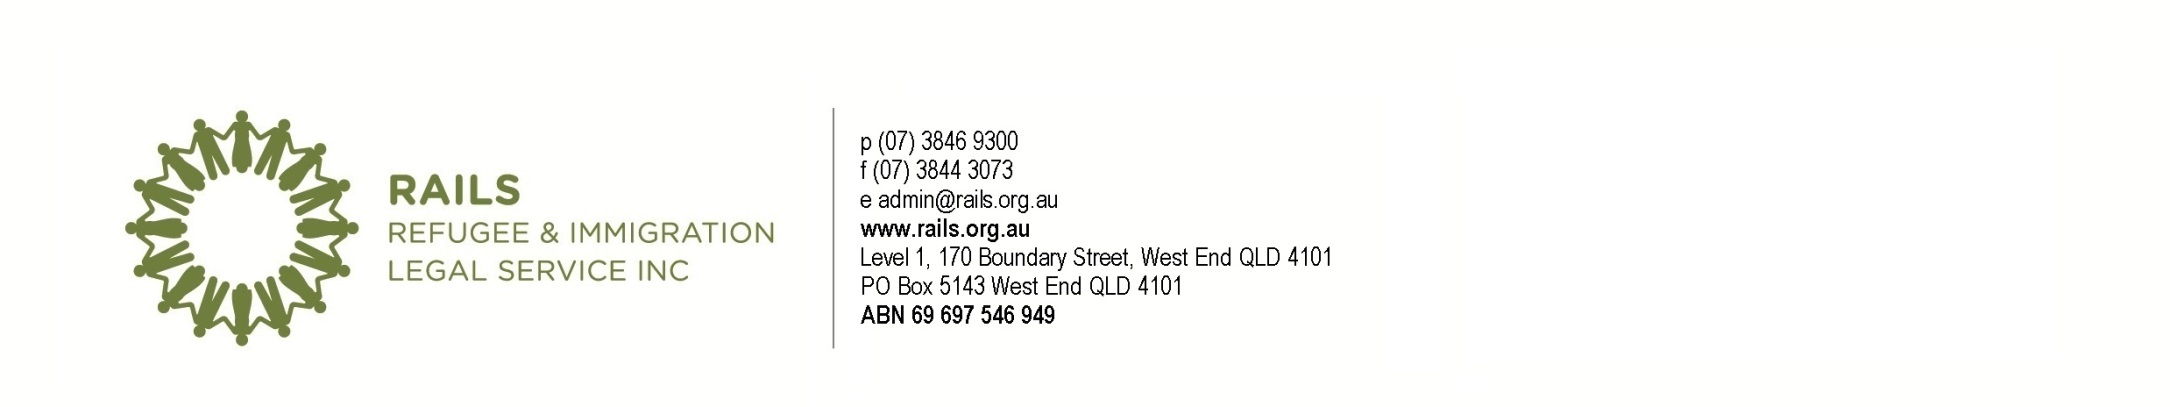 RAILS
REFUGEE & IMMIGRATION
LEGAL SERVICE INC
p (07) 3846 9300
f (07) 3844 3073
e admin@rails.org.au
www.rails.org.au
Level 1, 170 Boundary Street, West End QLD 4101
PO Box 5143 West End QLD 4101
ABN 69 697 546 949